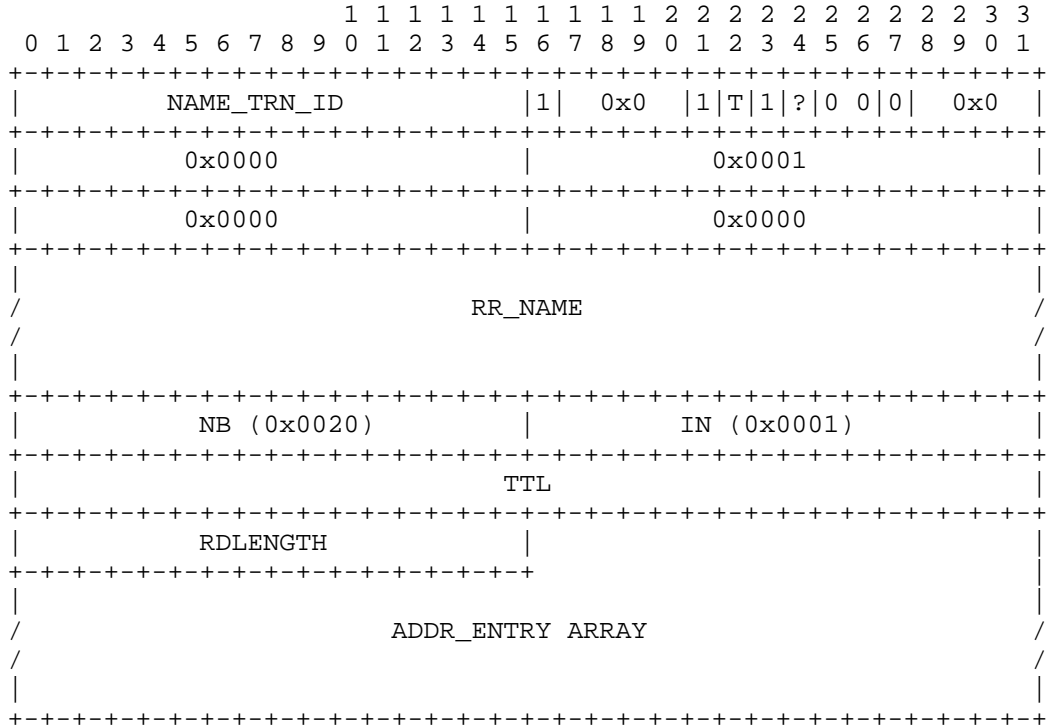 1 1 1 1 1 1 1 1 1 1 2 2 2 2 2 2 2 2 2 2 3 3
 0 1 2 3 4 5 6 7 8 9 0 1 2 3 4 5 6 7 8 9 0 1 2 3 4 5 6 7 8 9 0 1
+-+-+-+-+-+-+-+-+-+-+-+-+-+-+-+-+-+-+-+-+-+-+-+-+-+-+-+-+-+-+-+-+
|         NAME_TRN_ID           |1|  0x0  |1|T|1|?|0 0|0|  0x0  |
+-+-+-+-+-+-+-+-+-+-+-+-+-+-+-+-+-+-+-+-+-+-+-+-+-+-+-+-+-+-+-+-+
|          0x0000               |           0x0001              |
+-+-+-+-+-+-+-+-+-+-+-+-+-+-+-+-+-+-+-+-+-+-+-+-+-+-+-+-+-+-+-+-+
|          0x0000               |           0x0000              |
+-+-+-+-+-+-+-+-+-+-+-+-+-+-+-+-+-+-+-+-+-+-+-+-+-+-+-+-+-+-+-+-+
|                                                               |
/                            RR_NAME                            /
/                                                               /
|                                                               |
+-+-+-+-+-+-+-+-+-+-+-+-+-+-+-+-+-+-+-+-+-+-+-+-+-+-+-+-+-+-+-+-+
|           NB (0x0020)         |         IN (0x0001)           |
+-+-+-+-+-+-+-+-+-+-+-+-+-+-+-+-+-+-+-+-+-+-+-+-+-+-+-+-+-+-+-+-+
|                              TTL                              |
+-+-+-+-+-+-+-+-+-+-+-+-+-+-+-+-+-+-+-+-+-+-+-+-+-+-+-+-+-+-+-+-+
|           RDLENGTH            |                               |
+-+-+-+-+-+-+-+-+-+-+-+-+-+-+-+-+                               |
|                                                               |
/                       ADDR_ENTRY ARRAY                        /
/                                                               /
|                                                               |
+-+-+-+-+-+-+-+-+-+-+-+-+-+-+-+-+-+-+-+-+-+-+-+-+-+-+-+-+-+-+-+-+